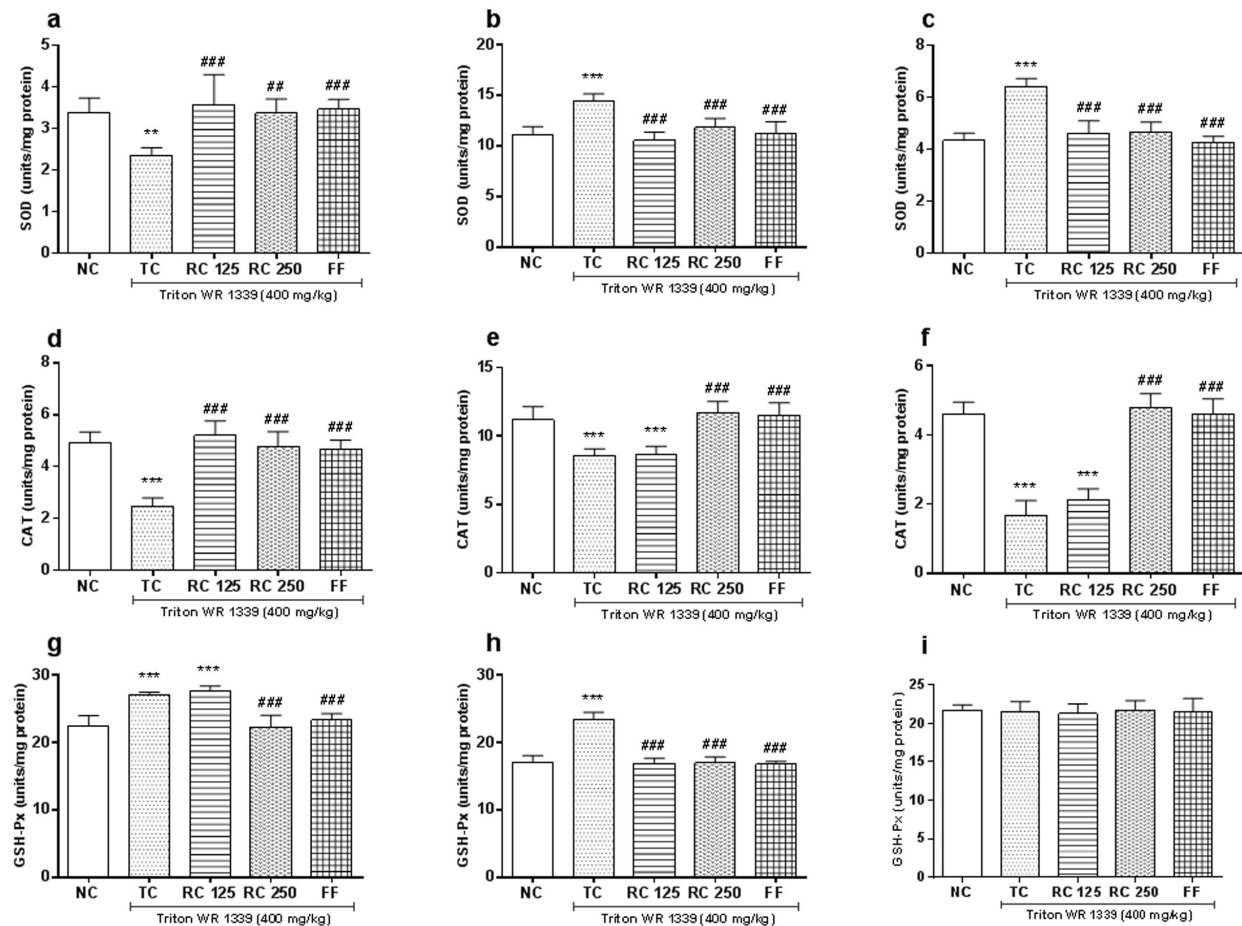 a
SOD (units/mg protein)
5
4
3
2
1
0
**
###
##
###
NC TC RC 125 RC 250 FF
Triton WR 1339 (400 mg/kg)
b
SOD (units/mg protein)
20
15
10
5
0
***
###
###
###
NC TC RC 125 RC 250 FF
Triton WR 1339 (400 mg/kg)
c
SOD (units/mg protein)
8
6
4
2
0
***
###
###
###
NC TC RC 125 RC 250 FF
Triton WR 1339 (400 mg/kg)
d
CAT (units/mg protein)
8
6
4
2
0
***
###
###
###
NC TC RC 125 RC 250 FF
Triton WR 1339 (400 mg/kg)
e
CAT (units/mg protein)
15
10
5
0
***
***
###
###
NC TC RC 125 RC 250 FF
Triton WR 1339 (400 mg/kg)
f
CAT (units/mg protein)
6
4
2
0
***
***
###
###
NC TC RC 125 RC 250 FF
Triton WR 1339 (400 mg/kg)
g
GSH-Px (units/mg protein)
30
20
10
0
***
***
###
###
NC TC RC 125 RC 250 FF
Triton WR 1339 (400 mg/kg)
h
GSH-Px (units/mg protein)
30
20
10
0
***
###
###
###
NC TC RC 125 RC 250 FF
Triton WR 1339 (400 mg/kg)
i
GSH-Px (units/mg protein)
25
20
15
10
5
0
NC TC RC 125 RC 250 FF
Triton WR 1339 (400 mg/kg)